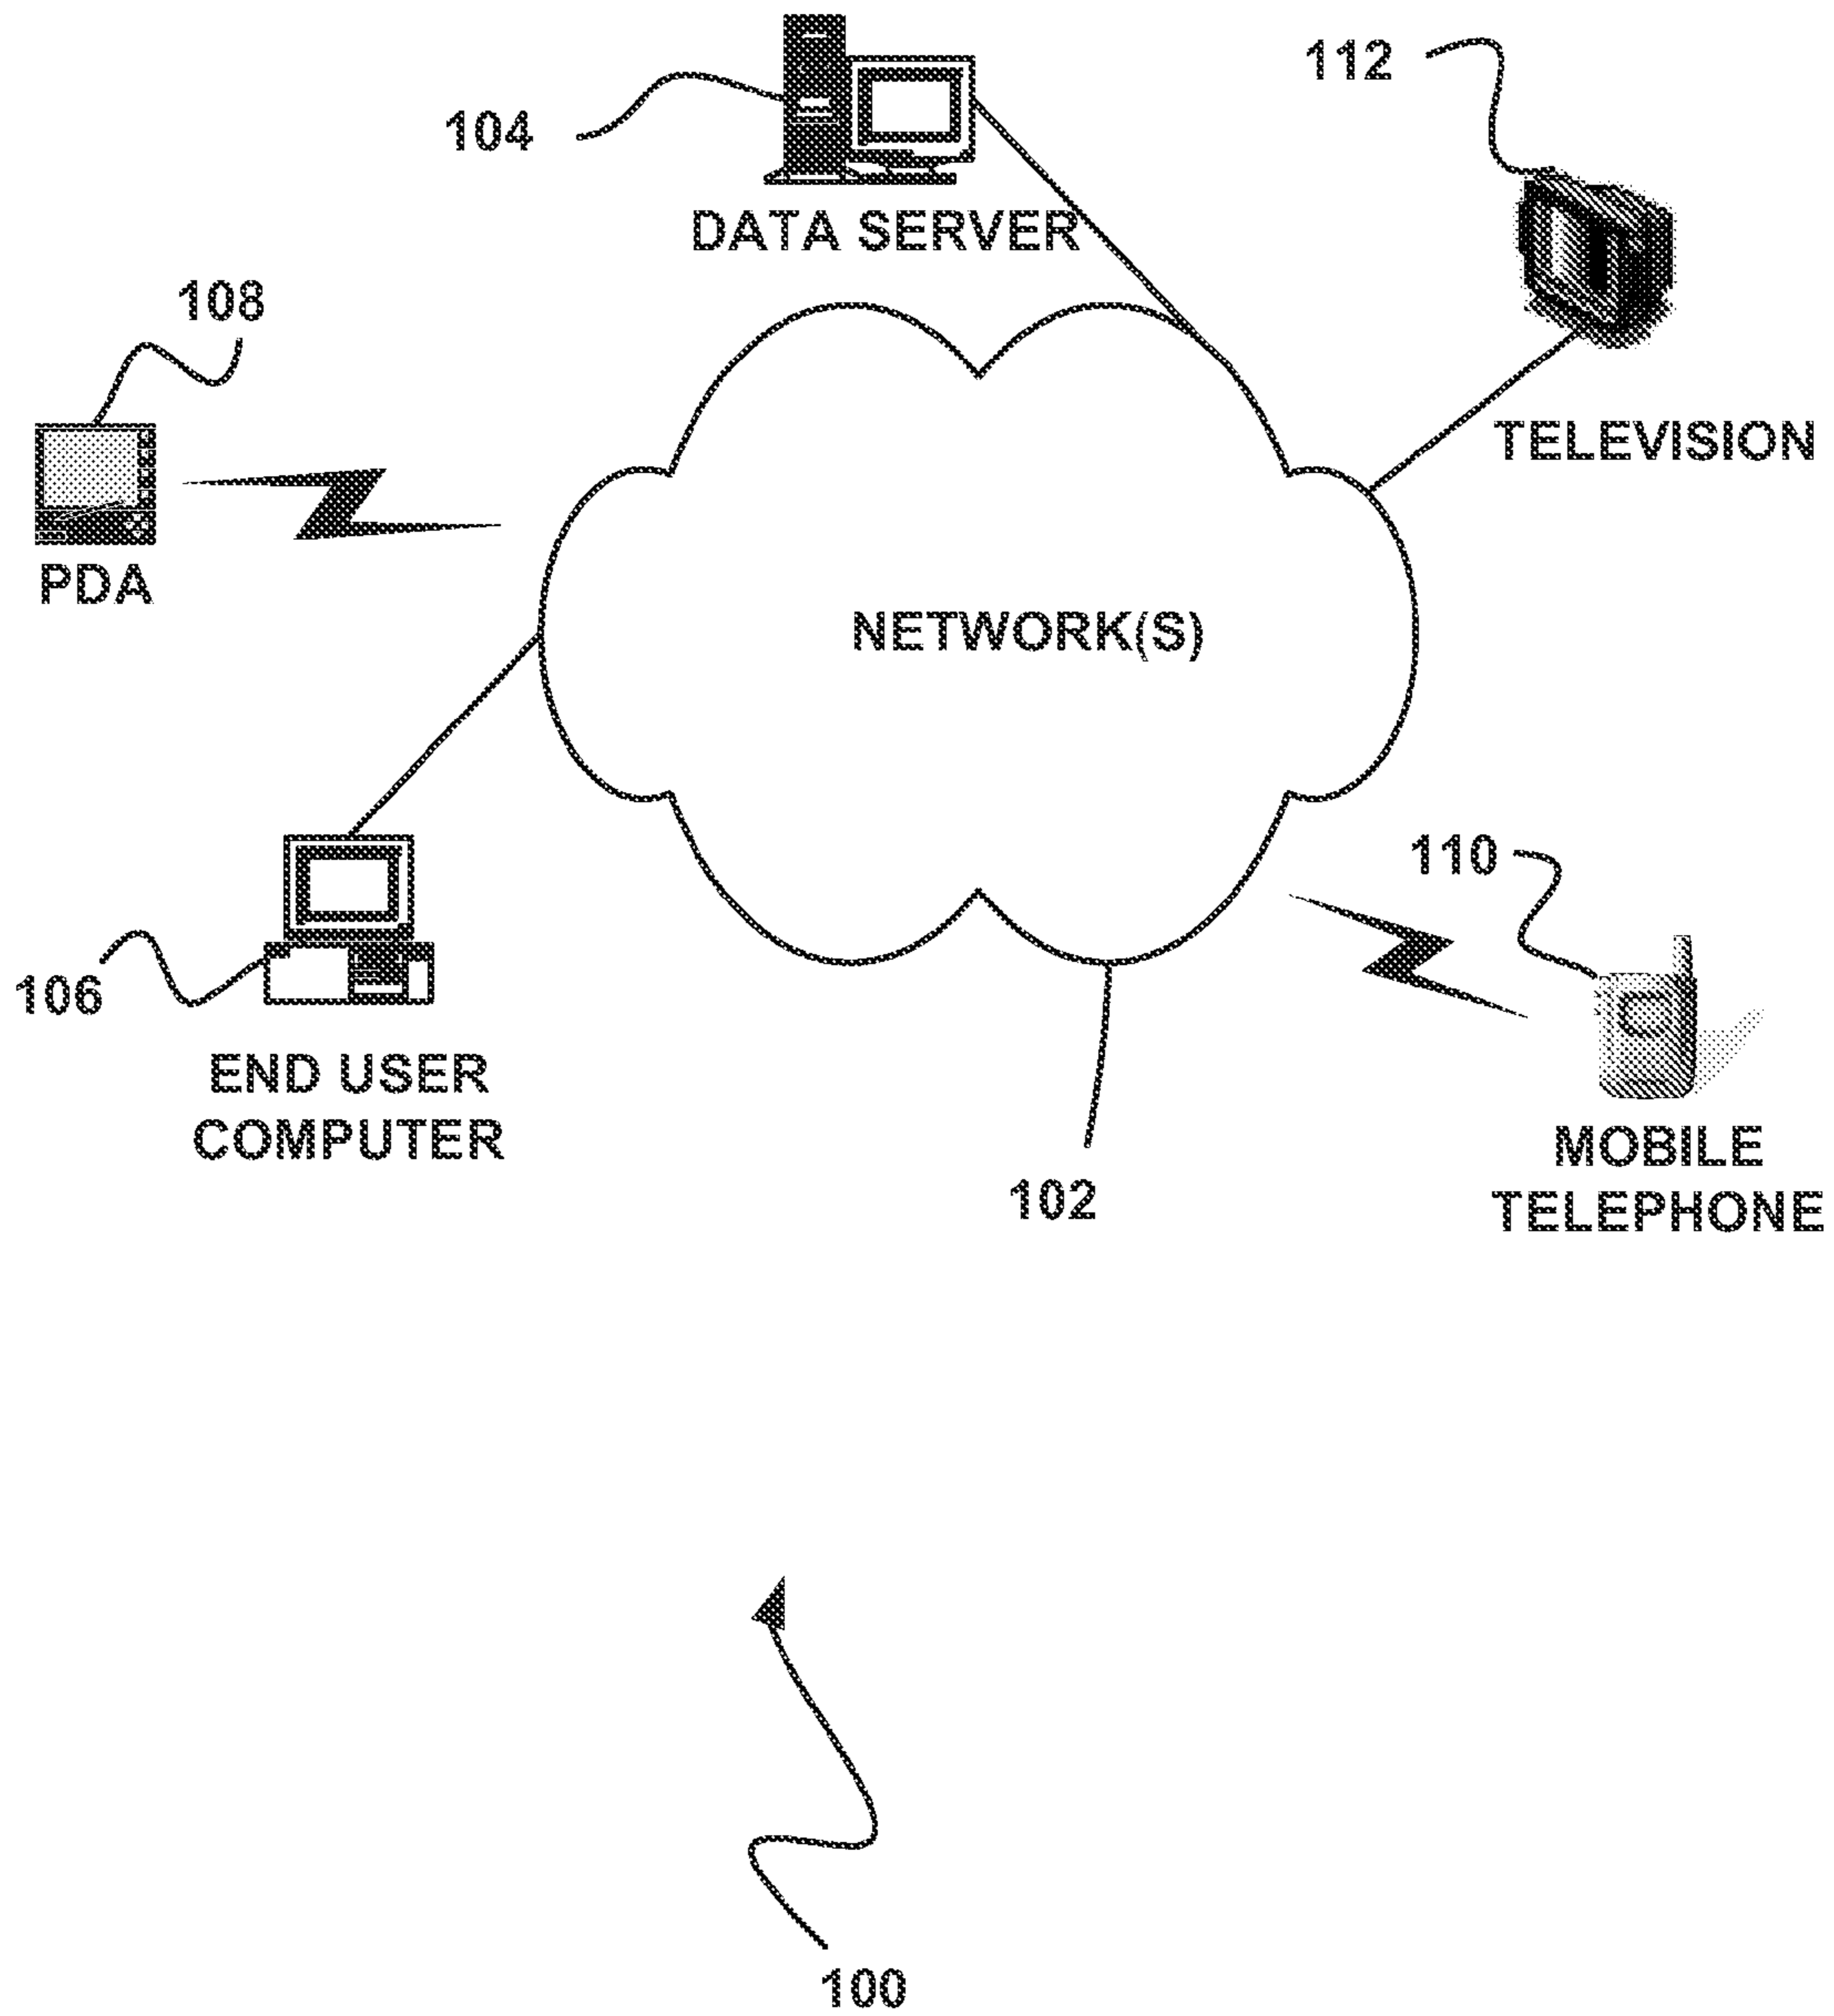 112
104
DATA SERVER
108
TELEVISION
PDA
NETWORK(S)
110
106
END USER
COMPUTER
MOBILE
TELEPHONE
102
100